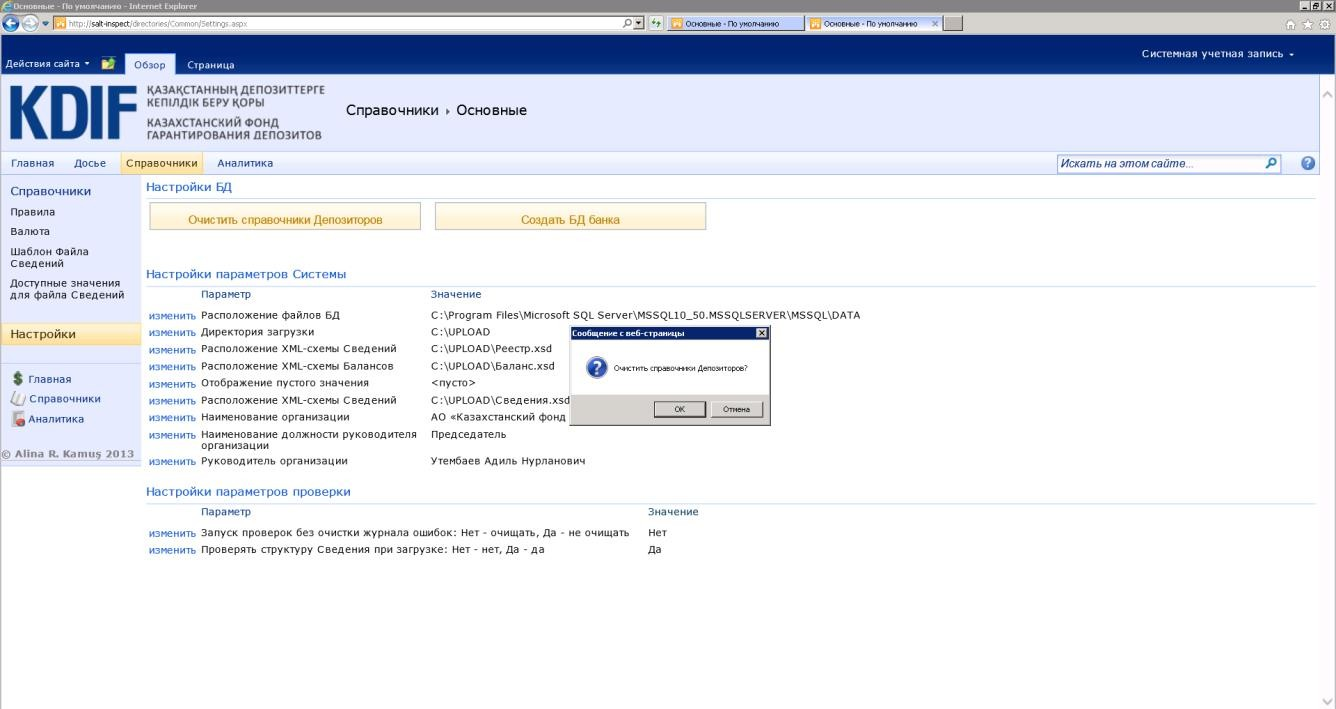 Основные - По умолчанию - Internet Explorer
http://salt-inspect/directories/Common/Settings.aspx
Основные - По умолчанию
Основные - По умолчанию
Действия сайта
Обзор
Страница
Системная учетная запись
KDIF
ҚАЗАҚСТАННЫҢ ДЕПОЗИТТЕРГЕ
КЕПІЛДІК БЕРУ ҚОРЫ
КАЗАХСТАНСКИЙ ФОНД
ГАРАНТИРОВАНИЯ ДЕПОЗИТОВ
Справочники ▸ Основные
Главная
Досье
Справочники
Аналитика
Искать на этом сайте...
Справочники
Правила
Валюта
Шаблон Файла
Сведений
Доступные значения
для файла Сведений
Настройки
Главная
Справочники
Аналитика
© Alina R. Kamuş 2013
Настройки БД
Очистить справочники Депозиторов
Создать БД банка
Настройки параметров Системы
Параметр Значение
изменить Расположение файлов БД C:\Program Files\Microsoft SQL Server\MSSQL10_50.MSSQLSERVER\MSSQL\DATA
изменить Директория загрузки C:\UPLOAD
изменить Расположение XML-схемы Сведений C:\UPLOAD\Реестр.xsd
изменить Расположение XML-схемы Балансов C:\UPLOAD\Баланс.xsd
изменить Отображение пустого значения <пусто>
изменить Расположение XML-схемы Сведений C:\UPLOAD\Сведения.xsd
изменить Наименование организации АО «Казахстанский фонд
изменить Наименование должности руководителя Председатель
организации
изменить Руководитель организации Утембаев Адиль Нурланович
Сообщение с веб-страницы
Очистить справочники Депозиторов?
OK
Отмена
Настройки параметров проверки
Параметр Значение
изменить Запуск проверок без очистки журнала ошибок: Нет - очищать, Да - не очищать Нет
изменить Проверять структуру Сведения при загрузке: Нет - нет, Да - да Да